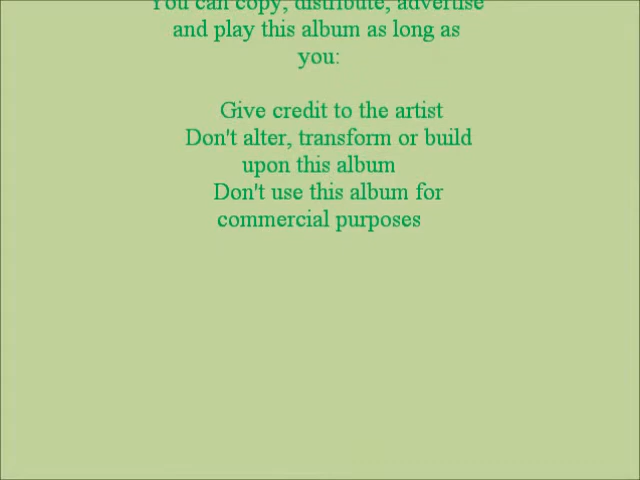 You can copy, distribute, advertise
and play this album as long as
you:
Give credit to the artist
Don't alter, transform or build
upon this album
Don't use this album for
commercial purposes